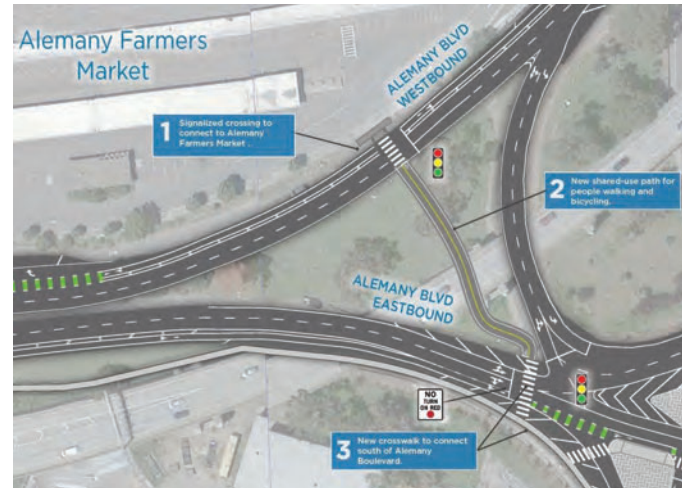 Alemany Farmers
Market
ALEMANY BLVD
WESTBOUND
1 Signalized crossing to
connect to Alemany
Farmers Market .
2 New shared-use path for
people walking and
bicycling.
ALEMANY BLVD
EASTBOUND
NO
TURN
ON RED
3 New crosswalk to connect
south of Alemany
Boulevard.